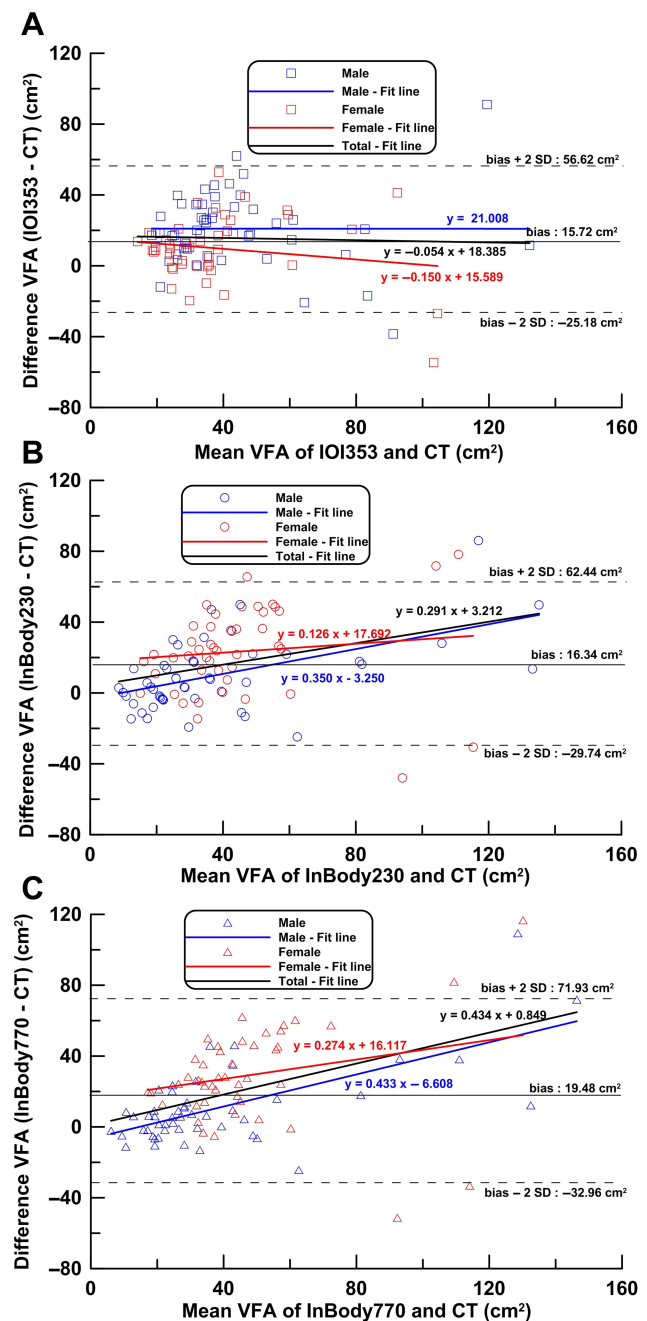 A
120
80
40
0
−40
−80
Difference VFA (IOI353 - CT) (cm²)
Male
Male - Fit line
Female
Female - Fit line
Total - Fit line
bias + 2 SD : 56.62 cm²
y = 21.008
bias : 15.72 cm²
y = −0.054 x + 18.385
y = −0.150 x + 15.589
bias − 2 SD : −25.18 cm²
0 40 80 120 160
Mean VFA of IOI353 and CT (cm²)
B
120
80
40
0
−40
−80
Difference VFA (InBody230 - CT) (cm²)
Male
Male - Fit line
Female
Female - Fit line
Total - Fit line
bias + 2 SD : 62.44 cm²
y = 0.291 x + 3.212
y = 0.126 x + 17.692
bias : 16.34 cm²
y = 0.350 x - 3.250
bias − 2 SD : −29.74 cm²
0 40 80 120 160
Mean VFA of InBody230 and CT (cm²)
C
120
80
40
0
−40
−80
Difference VFA (InBody770 - CT) (cm²)
Male
Male - Fit line
Female
Female - Fit line
Total - Fit line
bias + 2 SD : 71.93 cm²
y = 0.434 x + 0.849
y = 0.274 x + 16.117
y = 0.433 x − 6.608
bias : 19.48 cm²
bias − 2 SD : −32.96 cm²
0 40 80 120 160
Mean VFA of InBody770 and CT (cm²)